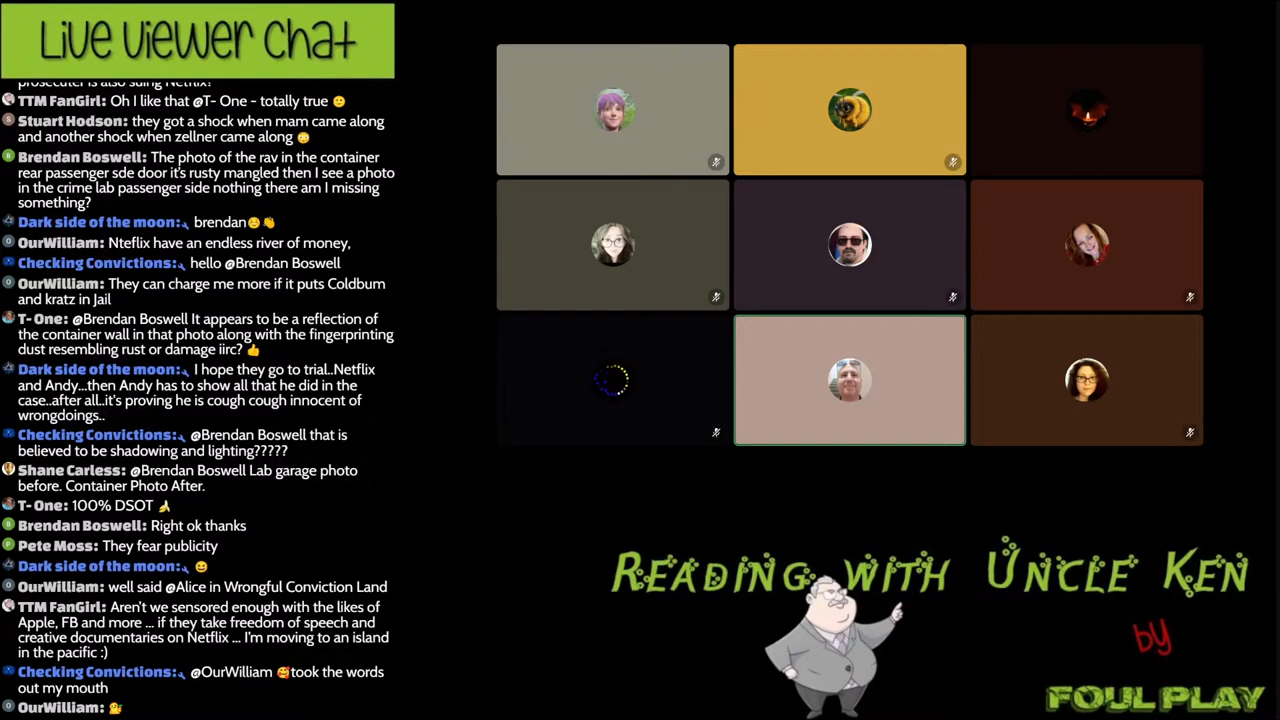 Live Viewer Chat
prosecuter is also suing Netflix!
TTM FanGirl: Oh I like that @T- One - totally true 🙂
Stuart Hodson: they got a shock when mam came along
and another shock when zellner came along 😳
Brendan Boswell: The photo of the rav in the container
rear passenger sde door it's rusty mangled then I see a photo
in the crime lab passenger side nothing there am I missing
something?
Dark side of the moon: brendan☺️👏
OurWilliam: Nteflix have an endless river of money,
Checking Convictions: hello @Brendan Boswell
OurWilliam: They can charge me more if it puts Coldbum
and kratz in Jail
T- One: @Brendan Boswell It appears to be a reflection of
the container wall in that photo along with the fingerprinting
dust resembling rust or damage iirc? 👍
Dark side of the moon: I hope they go to trial..Netflix
and Andy...then Andy has to show all that he did in the
case..after all..it's proving he is cough cough innocent of
wrongdoings..
Checking Convictions: @Brendan Boswell that is
believed to be shadowing and lighting?????
Shane Carless: @Brendan Boswell Lab garage photo
before. Container Photo After.
T- One: 100% DSOT 🍌
Brendan Boswell: Right ok thanks
Pete Moss: They fear publicity
Dark side of the moon: 😀
OurWilliam: well said @Alice in Wrongful Conviction Land
TTM FanGirl: Aren't we sensored enough with the likes of
Apple, FB and more ... if they take freedom of speech and
creative documentaries on Netflix ... I'm moving to an island
in the pacific :)
Checking Convictions: @OurWilliam 🥰took the words
out my mouth
OurWilliam: 💁
Reading with Uncle Ken
by
FOUL PLAY